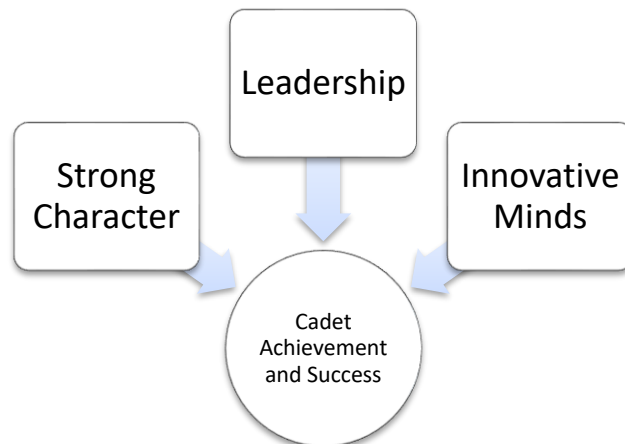 Leadership
Strong
Character
Innovative
Minds
Cadet
Achievement
and Success